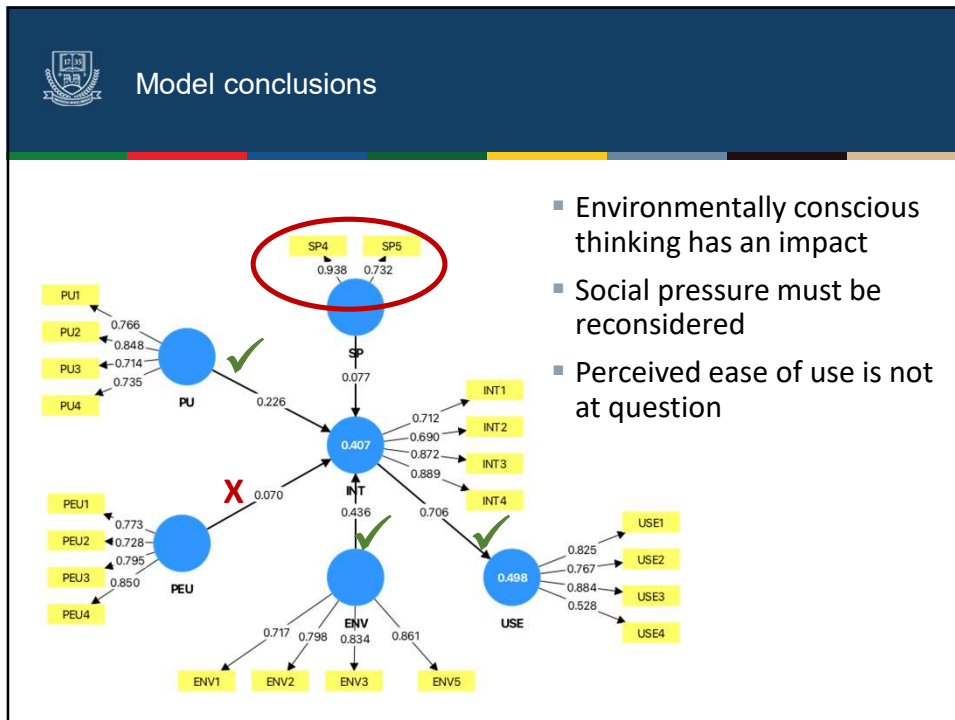 17 35
Model conclusions
Environmentally conscious
thinking has an impact
Social pressure must be
reconsidered
Perceived ease of use is not
at question
SP4
SP5
0.938
0.732
SP
0.077
PU1
PU2
PU3
PU4
0.766
0.848
0.714
0.735
PU
0.226
0.407
INT
INT1
INT2
INT3
INT4
0.712
0.690
0.872
0.889
X
0.070
0.436
0.706
PEU1
PEU2
PEU3
PEU4
0.773
0.728
0.795
0.850
PEU
ENV
0.717
0.798
0.834
0.861
ENV1
ENV2
ENV3
ENV5
0.498
USE
0.825
0.767
0.884
0.528
USE1
USE2
USE3
USE4